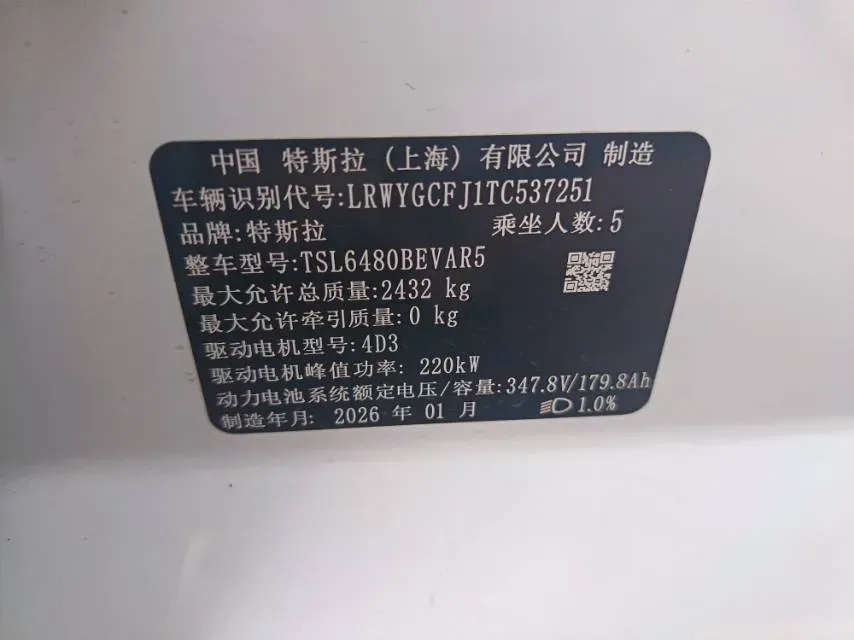 中国 特斯拉 (上海) 有限公司 制造
车辆识别代号:LRWYGCFJ1TC537251
品牌:特斯拉 乘坐人数:5
整车型号:TSL6480BEVAR5
最大允许总质量:2432 kg
最大允许牵引质量:0 kg
驱动电机型号:4D3
驱动电机峰值功率: 220kW
动力电池系统额定电压/容量:347.8V/179.8Ah
制造年月: 2026 年 01 月 1.0%